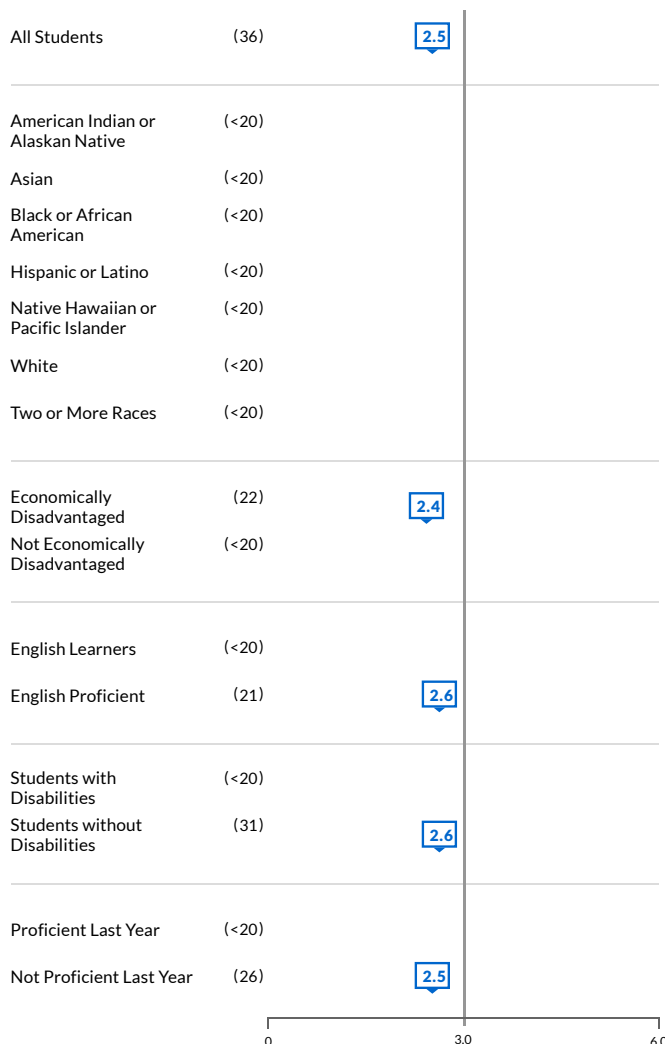 All Students (36) 2.5
American Indian or (<20)
Alaskan Native
Asian (<20)
Black or African (<20)
American
Hispanic or Latino (<20)
Native Hawaiian or (<20)
Pacific Islander
White (<20)
Two or More Races (<20)
Economically (22) 2.4
Disadvantaged
Not Economically (<20)
Disadvantaged
English Learners (<20)
English Proficient (21) 2.6
Students with (<20)
Disabilities
Students without (31) 2.6
Disabilities
Proficient Last Year (<20)
Not Proficient Last Year (26) 2.5
0 3.0 6.0